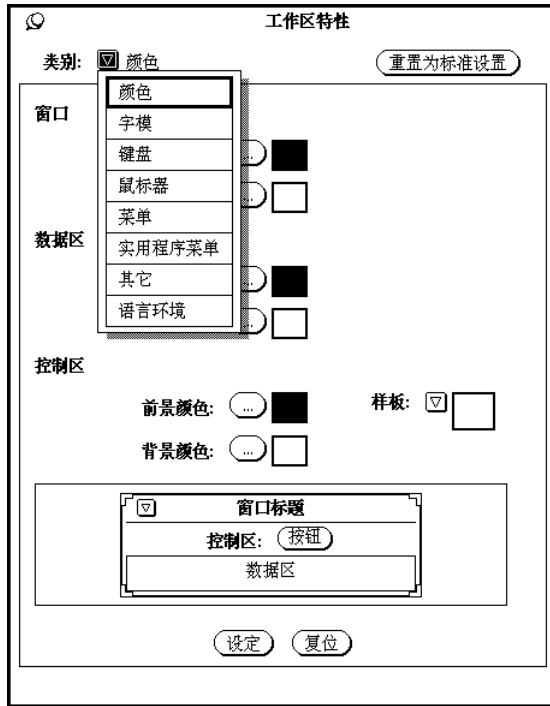 工作区特性
类别: 颜色 重置为标准设置
颜色
字模
键盘
鼠标器
菜单
实用程序菜单
其它
语言环境
窗口
...
...
数据区
...
...
控制区
前景颜色: ... 样板:
背景颜色: ...
窗口标题
控制区: 按钮
数据区
设定 复位